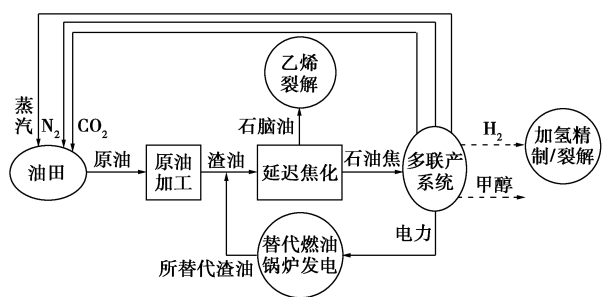 乙烯
裂解
蒸
汽
N₂
CO₂
石脑油
H₂
加氢精
制/裂解
油田
原油
原油
加工
渣油
延迟焦化
石油焦
多联产
系统
甲醇
电力
所替代渣油
替代燃油
锅炉发电